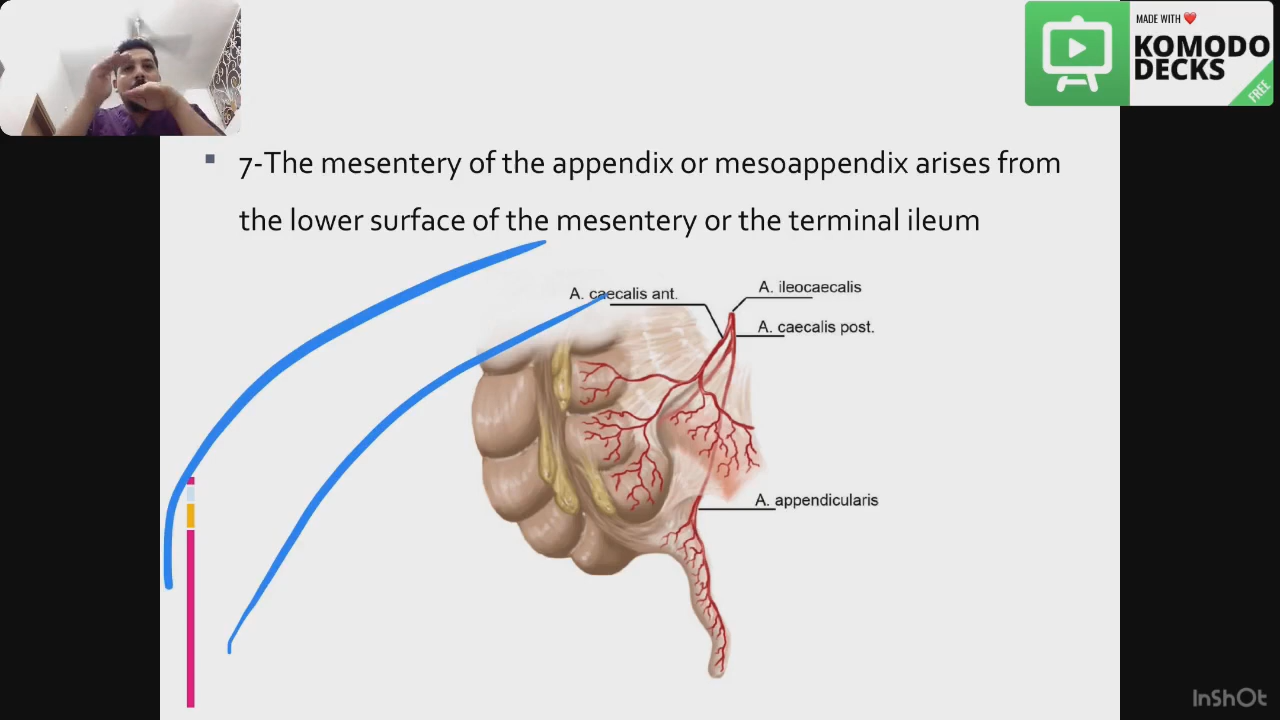 MADE WITH ❤️
KOMODO
DECKS
FREE
7-The mesentery of the appendix or mesoappendix arises from
the lower surface of the mesentery or the terminal ileum
A. caecalis ant.
A. ileocaecalis
A. caecalis post.
A. appendicularis
InShOt